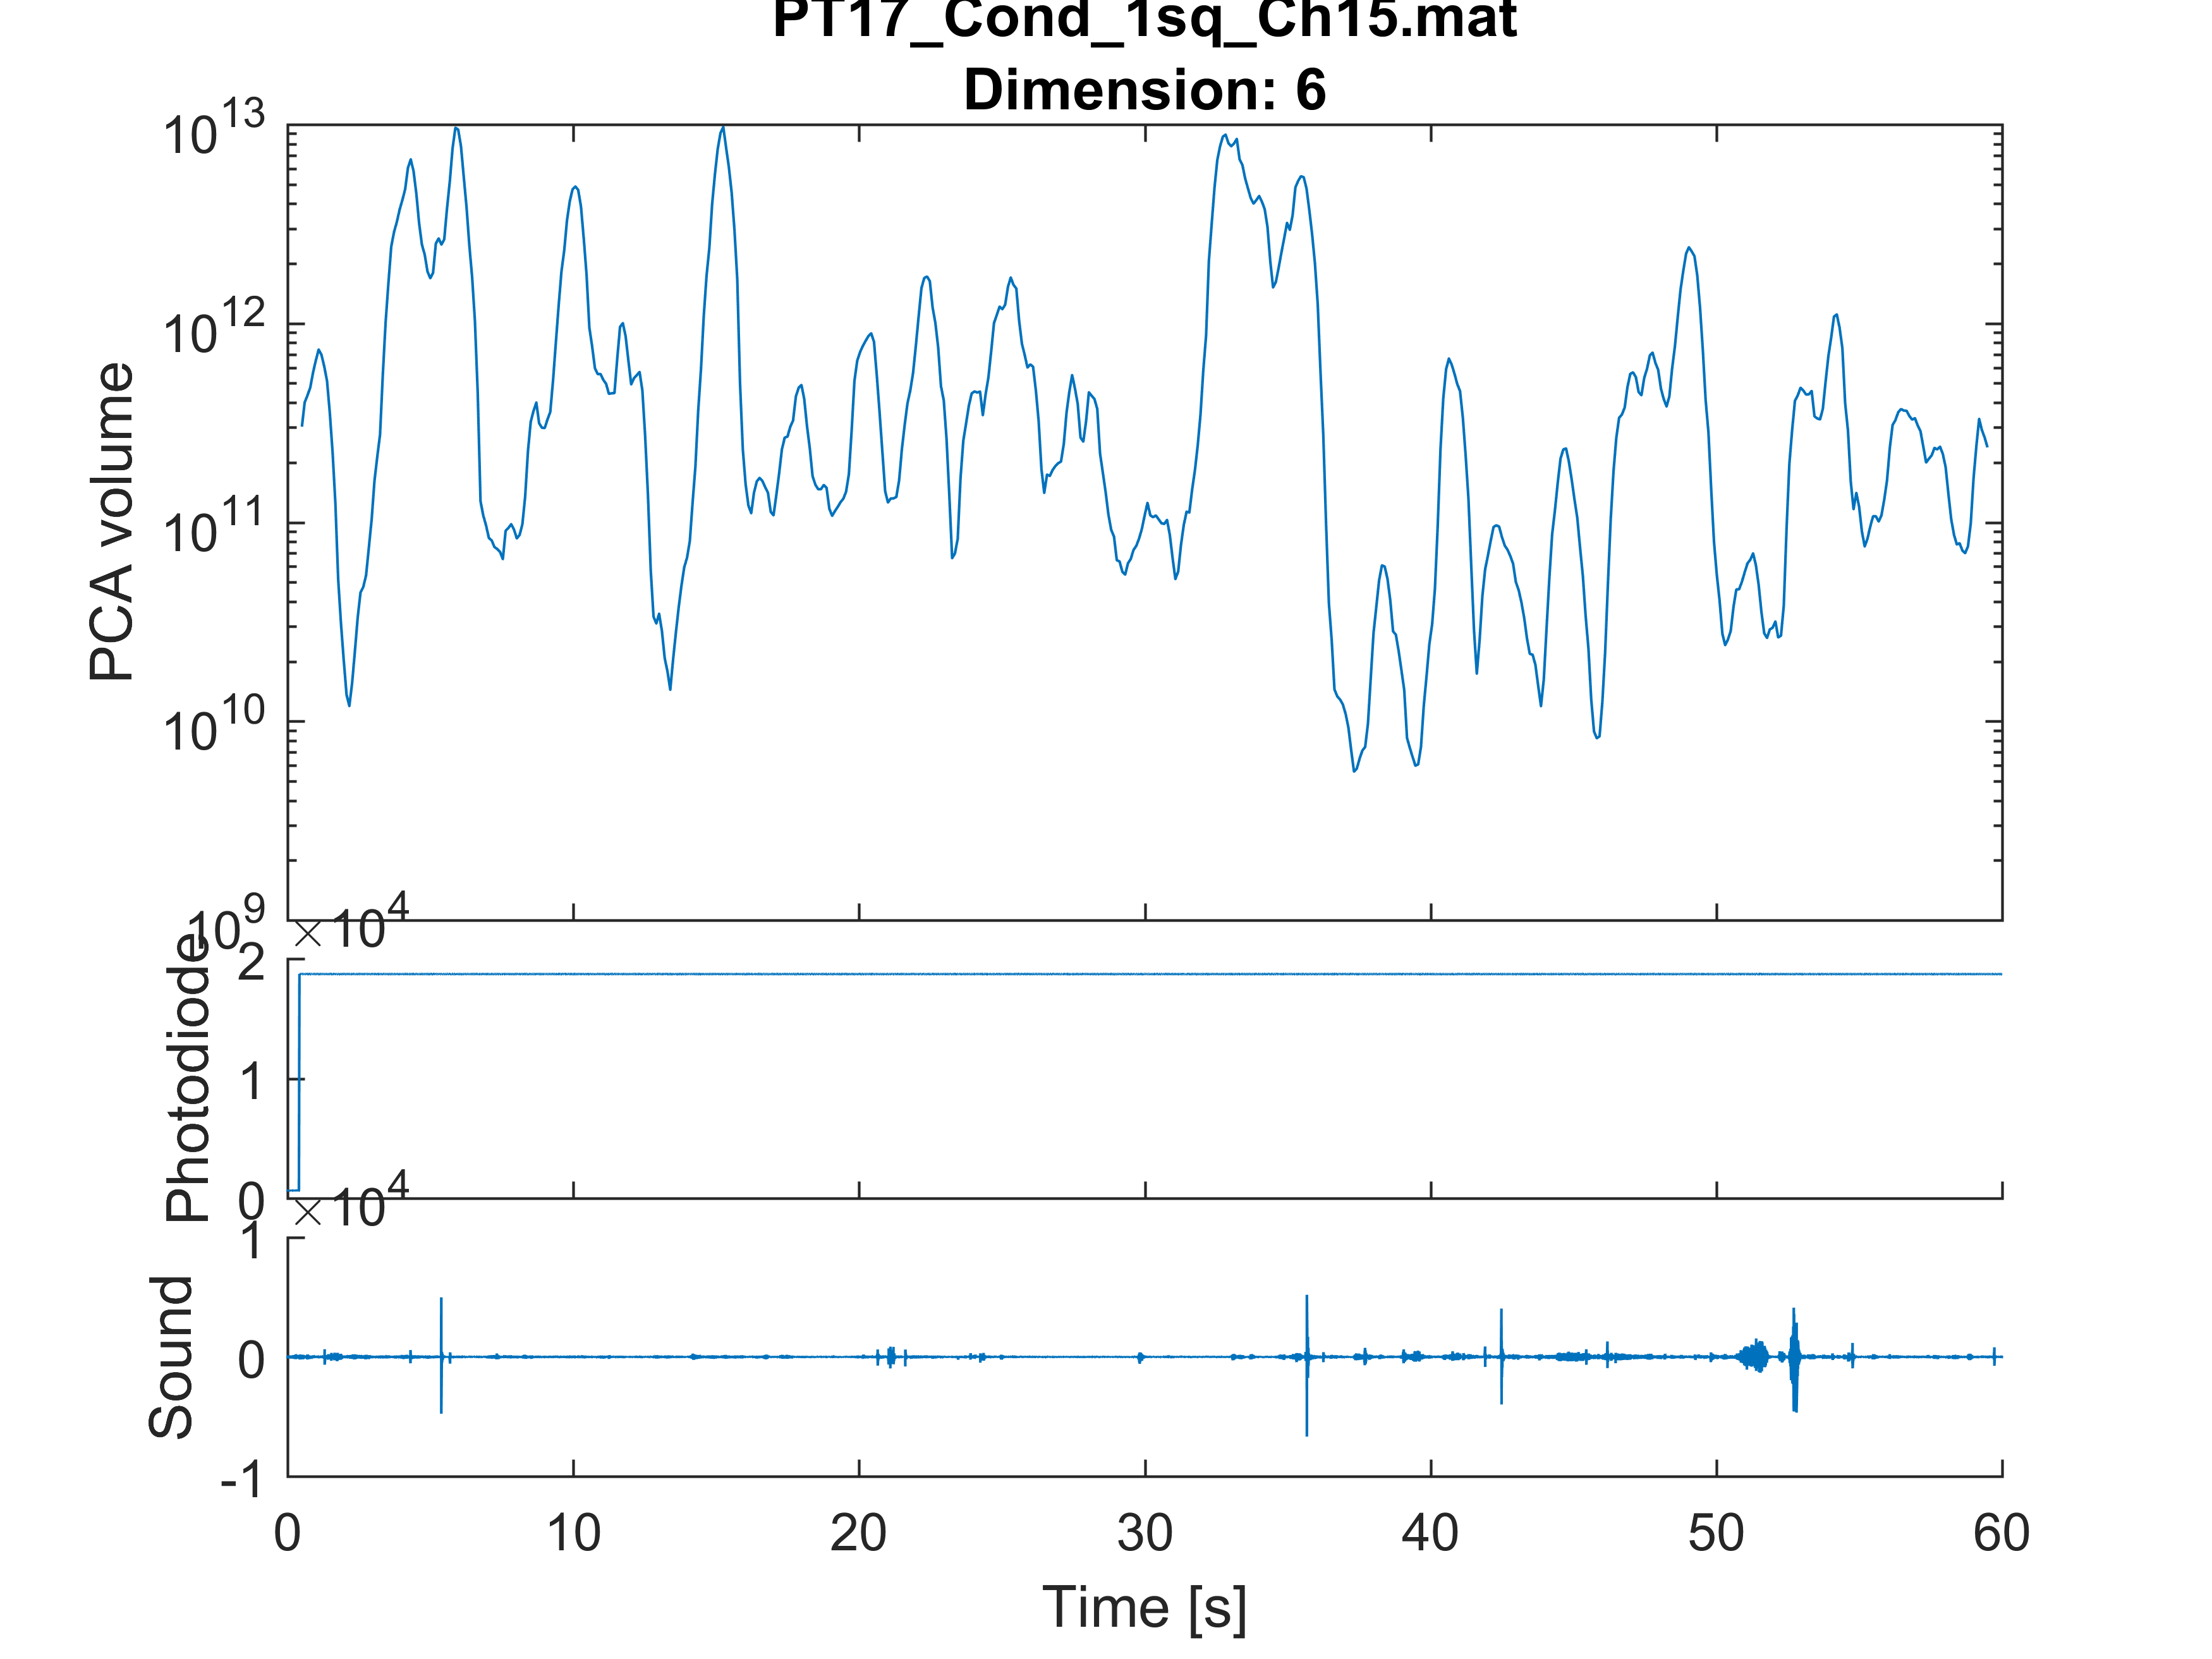 PT17_Cond_1sq_Ch15.mat
Dimension: 6
10^13
10^12
10^11
10^10
10^9
PCA volume
× 10^4
2
1
0
Photodiode
× 10^4
1
0
-1
Sound
0 10 20 30 40 50 60
Time [s]